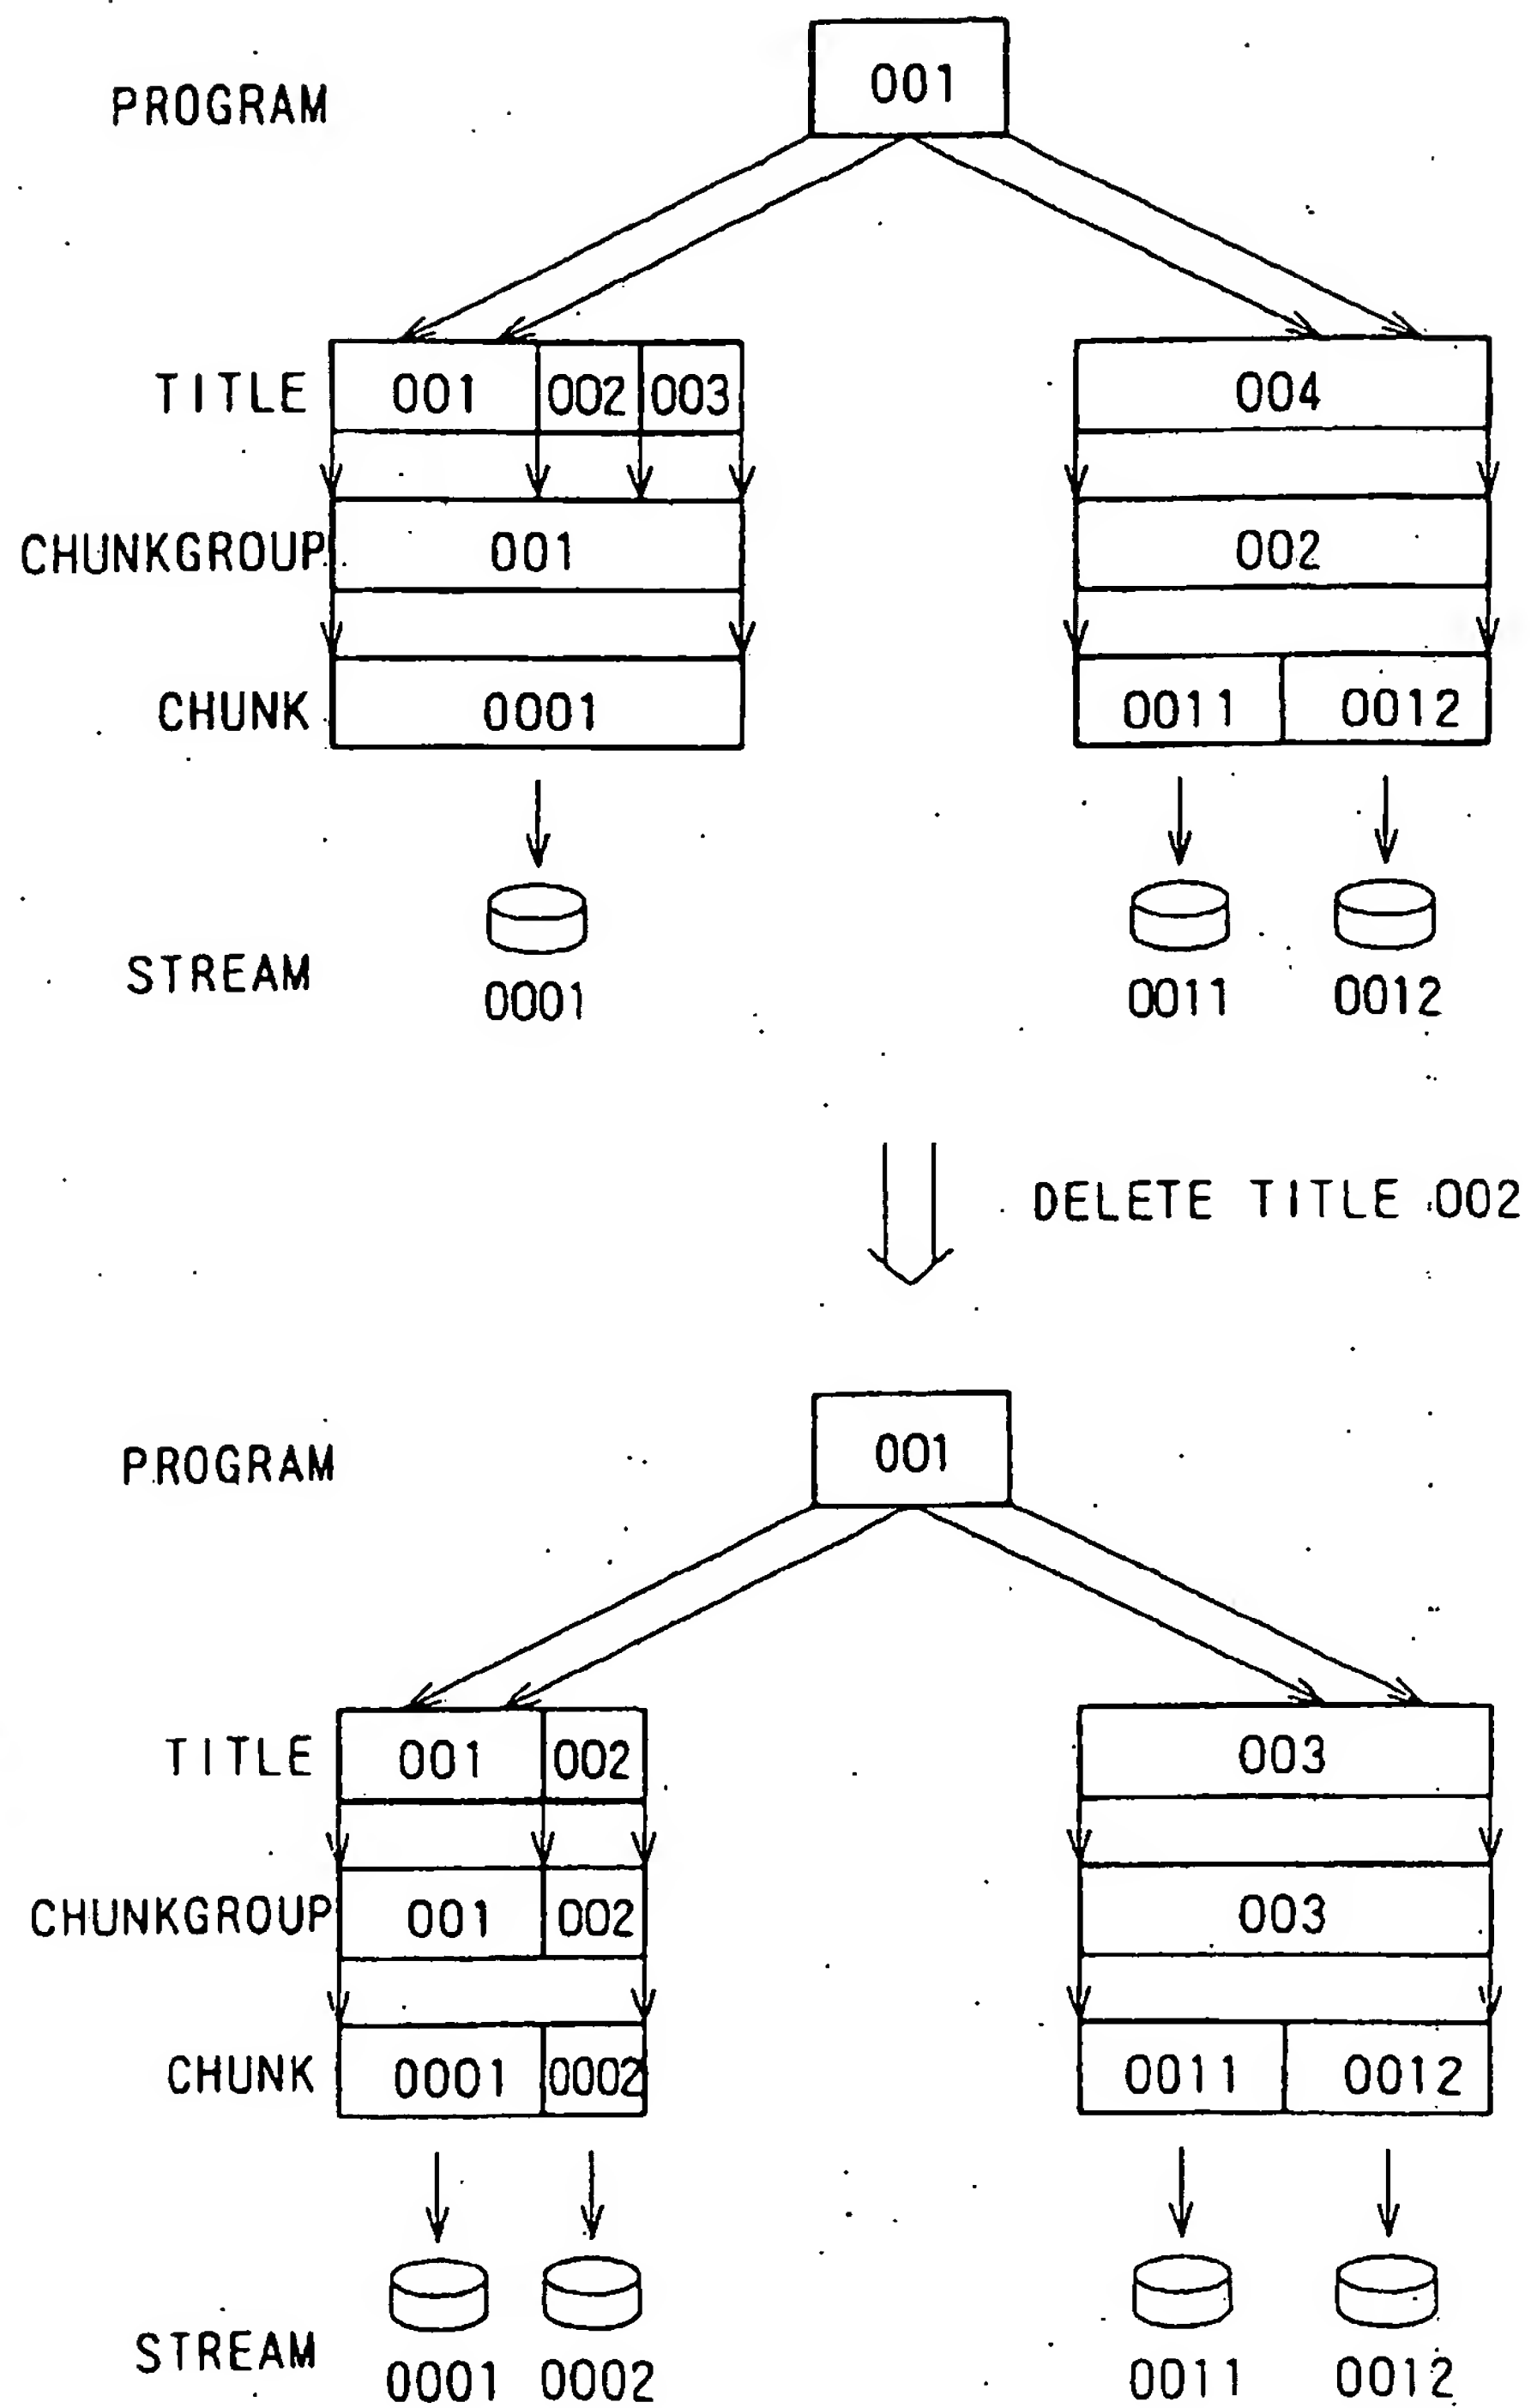 PROGRAM 001
TITLE 001 002 003 004
CHUNKGROUP 001 002
CHUNK 0001 0011 0012
STREAM
0001 0011 0012
DELETE TITLE 002
PROGRAM 001
TITLE 001 002 003
CHUNKGROUP 001 002 003
CHUNK 0001 0002 0011 0012
STREAM
0001 0002 0011 0012